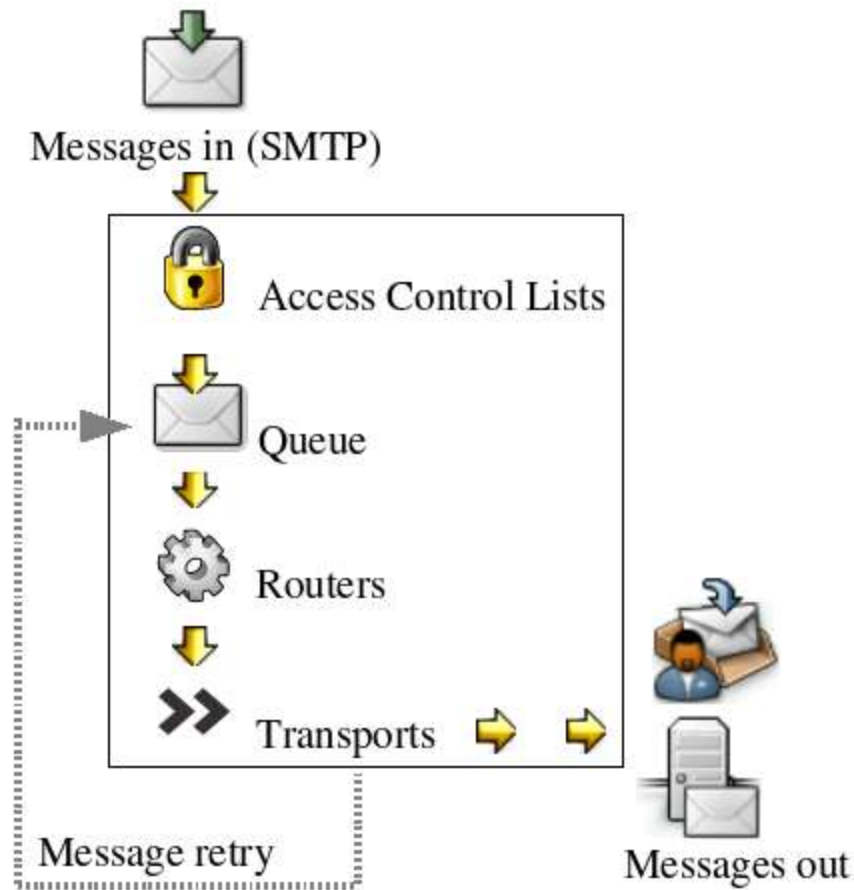 Messages in (SMTP)
Access Control Lists
Queue
Routers
Transports
Message retry
Messages out